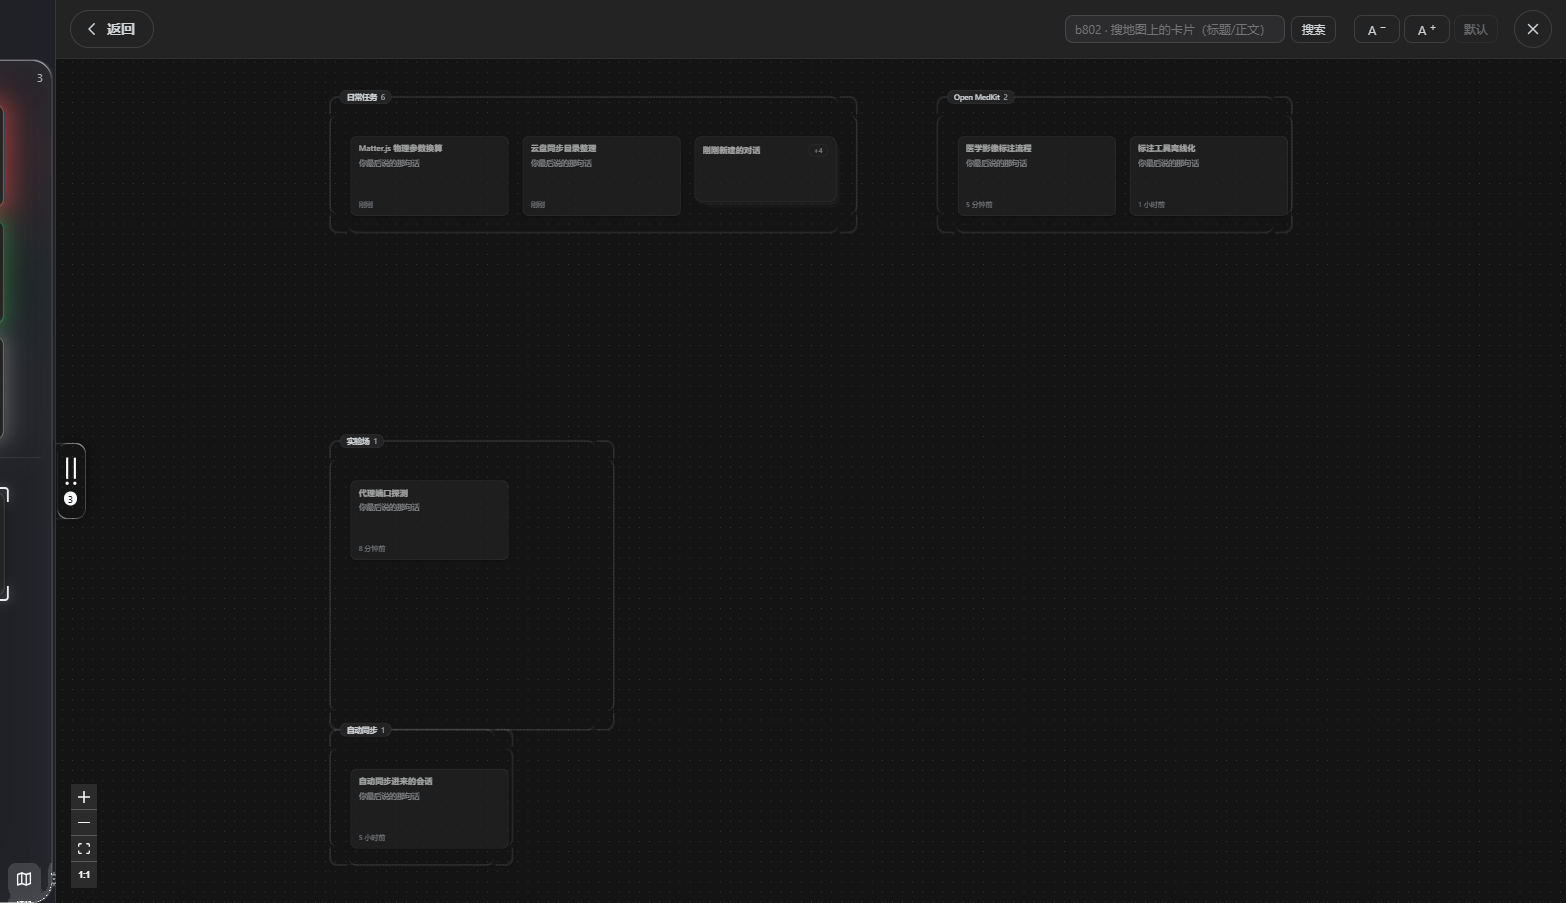 返回
b802 · 搜地图上的卡片（标题/正文）
搜索
A⁻
A⁺
默认
3
日常任务 6
Matter.js 物理参数换算
你最后说的那句话
刚刚
云盘同步目录整理
你最后说的那句话
刚刚
刚刚新建的对话
+4
Open MedKit 2
医学影像标注流程
你最后说的那句话
5 分钟前
标注工具离线化
你最后说的那句话
1 小时前
实验场 1
代理端口探测
你最后说的那句话
8 分钟前
3
自动同步 1
自动同步进来的会话
你最后说的那句话
5 小时前
1:1